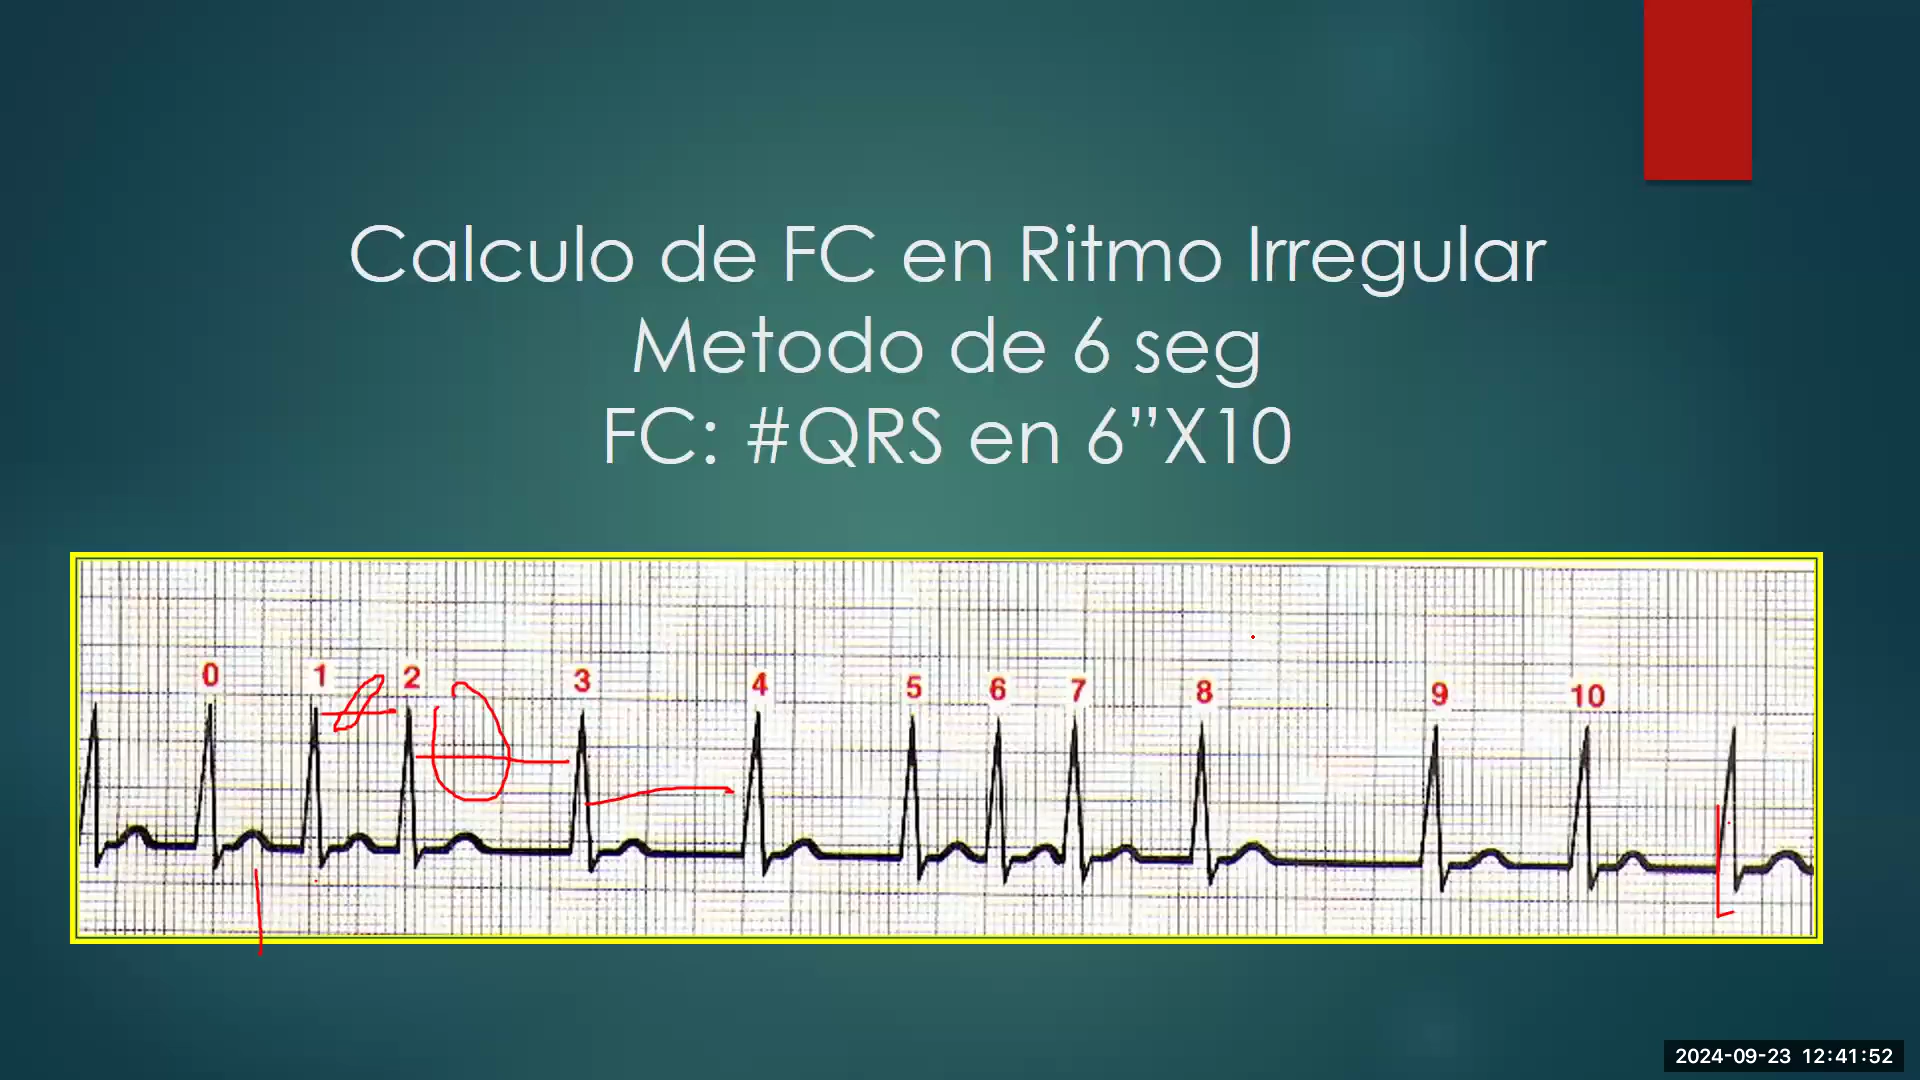 Calculo de FC en Ritmo Irregular
Metodo de 6 seg
FC: #QRS en 6”X10
0 1 2 3 4 5 6 7 8 9 10
2024-09-23 12:41:52